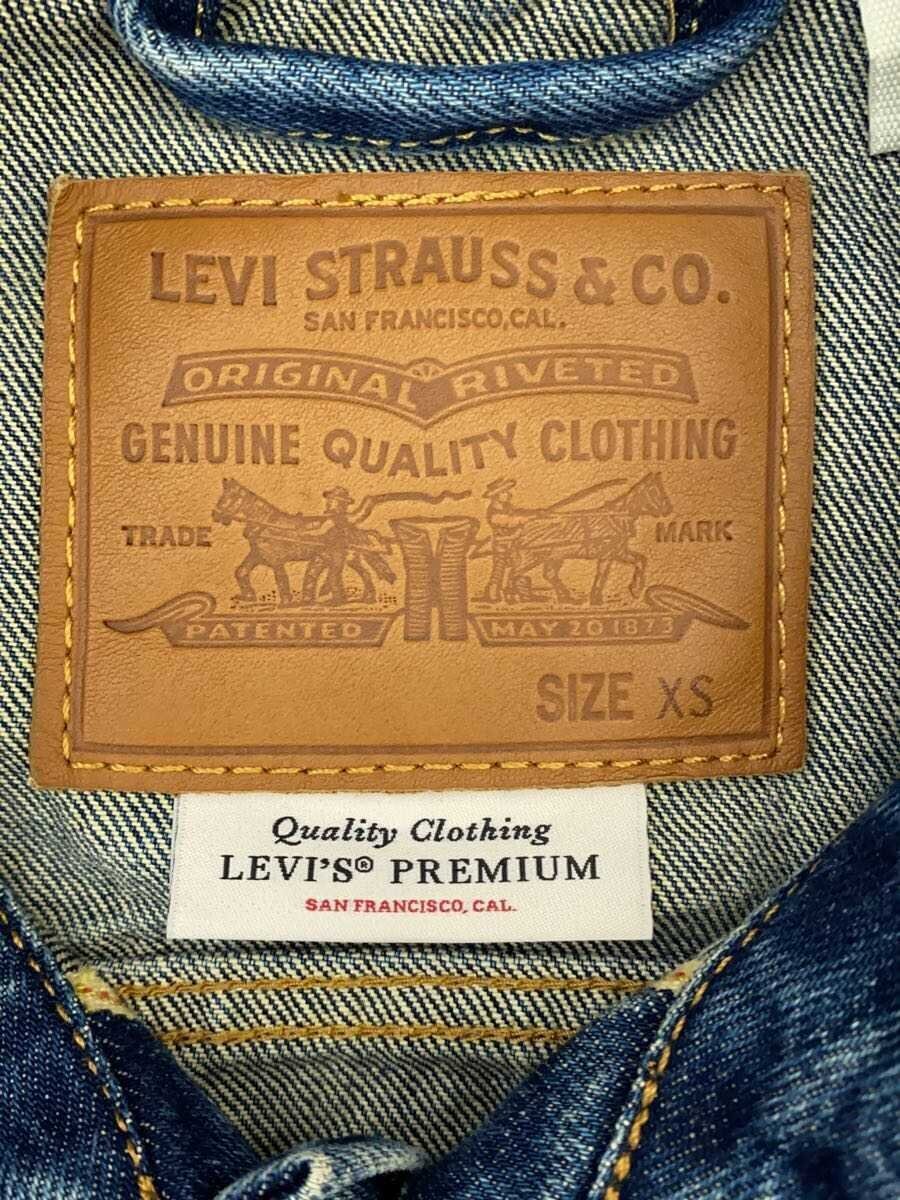 LEVI STRAUSS & CO.
SAN FRANCISCO, CAL.
ORIGINAL RIVETED
GENUINE QUALITY CLOTHING
TRADE MARK
PATENTED MAY 20 1873
SIZE XS
Quality Clothing
LEVI'S® PREMIUM
SAN FRANCISCO, CAL.